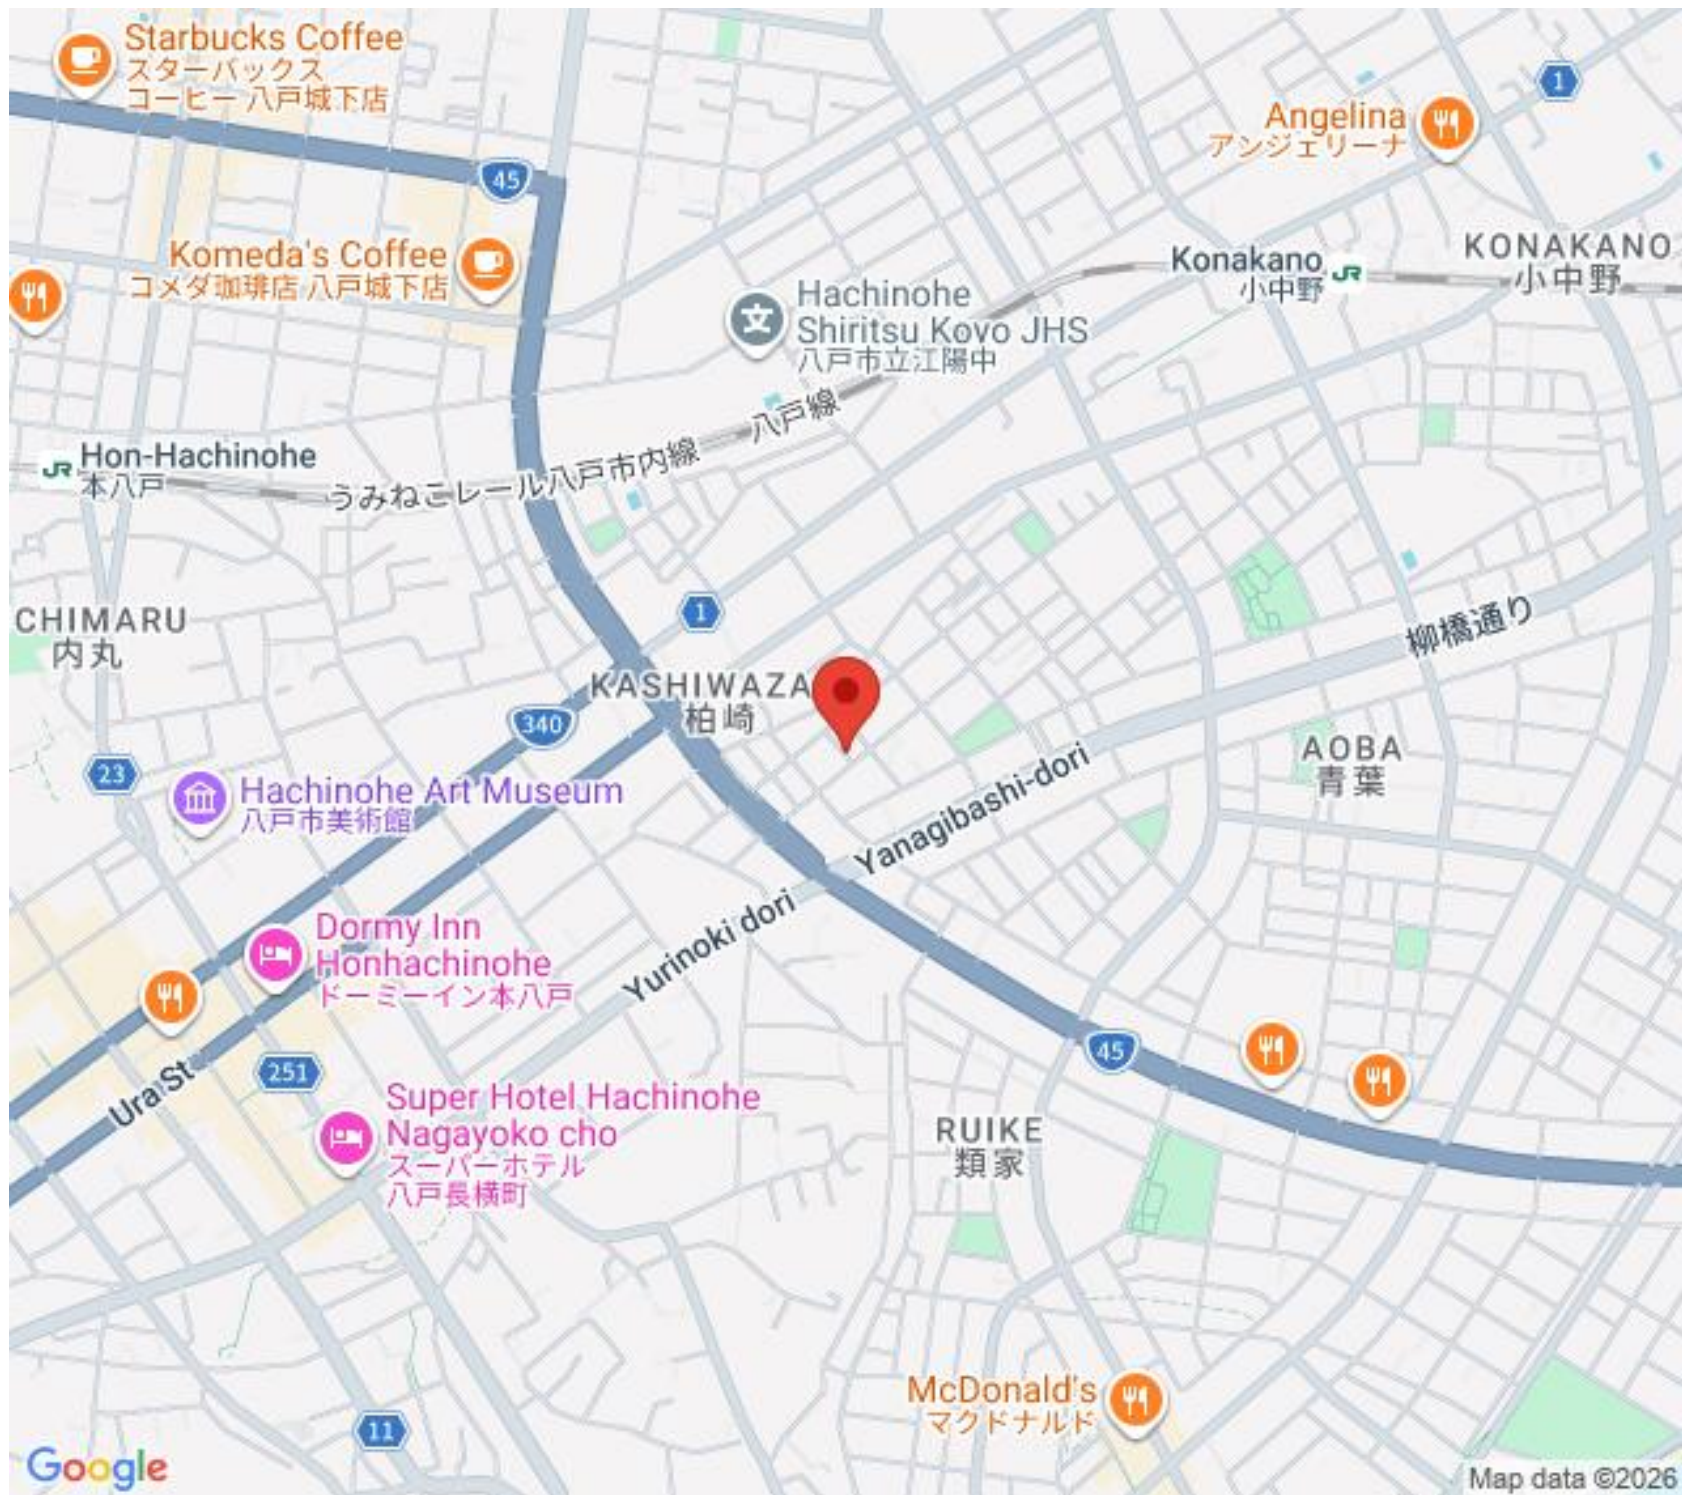 Starbucks Coffee
スターバックス
コーヒー 八戸城下店
45
1
Angelina
アンジェリーナ
Komeda's Coffee
コメダ珈琲店 八戸城下店
Konakano
小中野
JR
KONAKANO
小中野
Hachinohe
Shiritsu Koyo JHS
八戸市立江陽中
文
八戸線
うみねこレール八戸市内線
JR
Hon-Hachinohe
本八戸
CHIMARU
内丸
1
KASHIWAZA
柏崎
340
柳橋通り
23
AOBA
青葉
Hachinohe Art Museum
八戸市美術館
Yanagibashi-dori
Yurinoki dori
Dormy Inn
Honhachinohe
ドーミーイン本八戸
45
251
Ura St
Super Hotel Hachinohe
Nagayoko cho
スーパーホテル
八戸長横町
RUIKE
類家
McDonald's
マクドナルド
11
Google
Map data ©2026